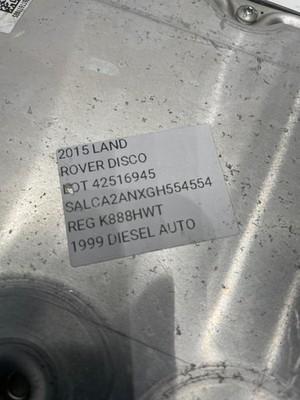 2015 LAND
ROVER DISCO
LOT 42516945
SALCA2ANXGH554554
REG K888HWT
1999 DIESEL AUTO